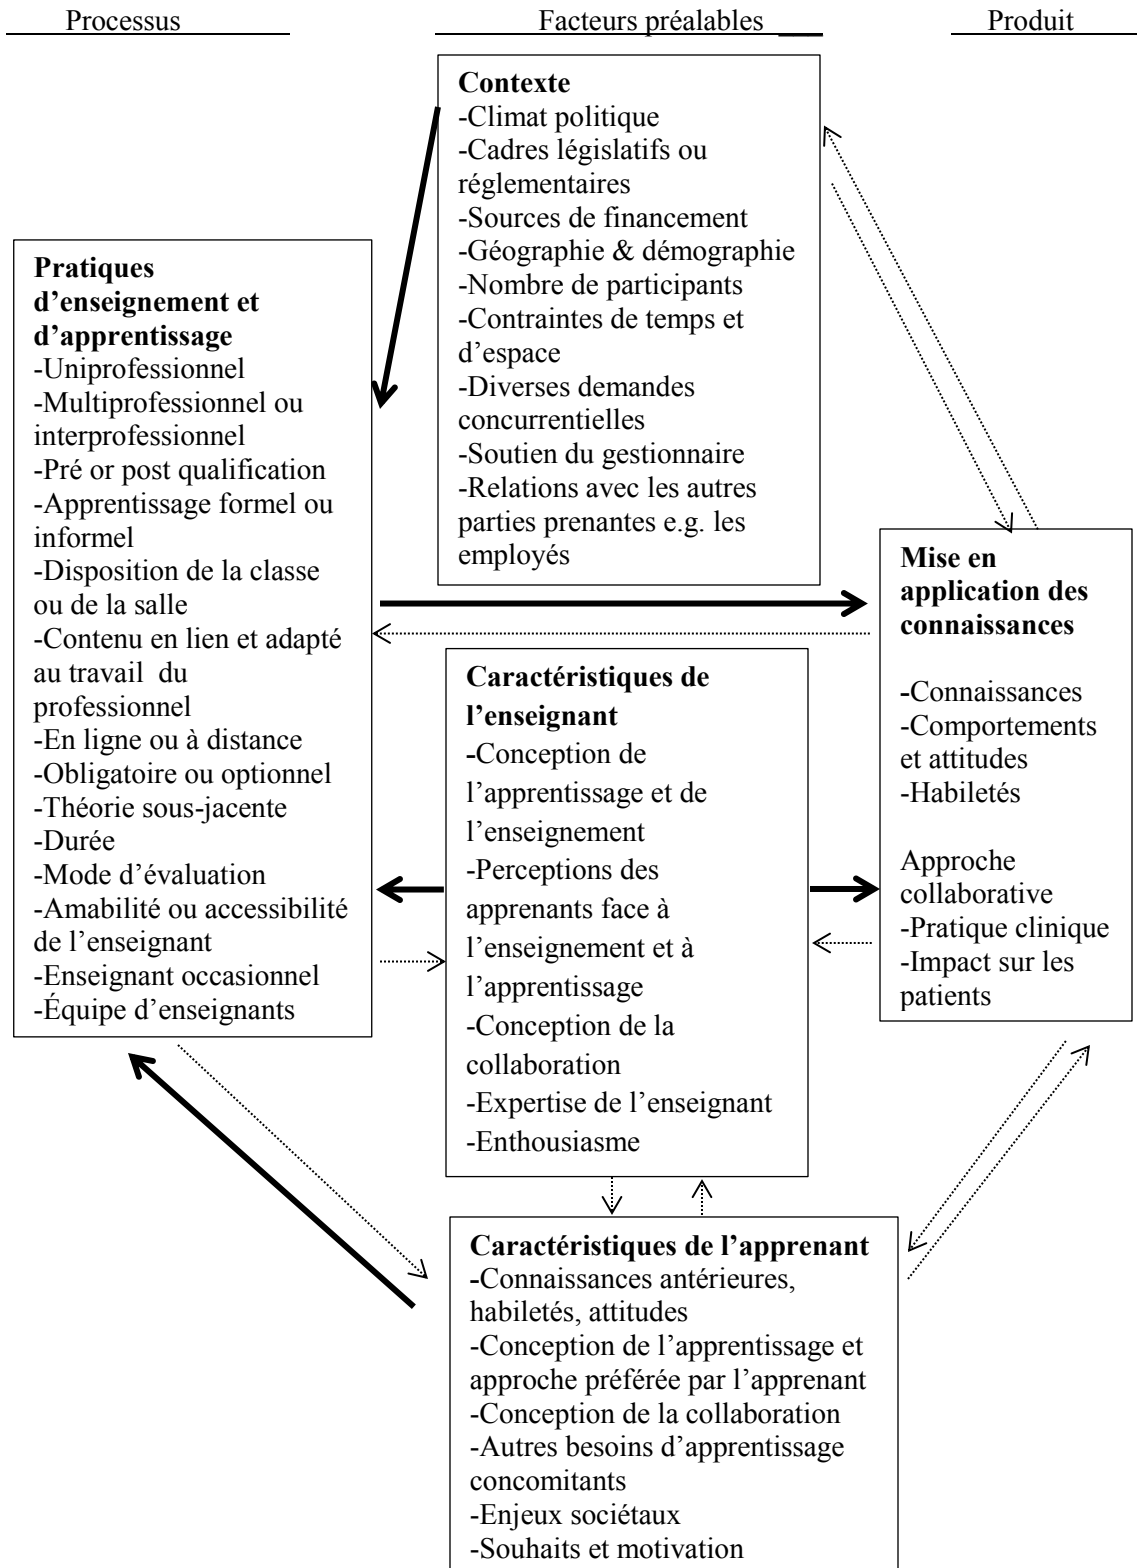 Processus
Facteurs préalables
Produit
Contexte
-Climat politique
-Cadres législatifs ou
réglementaires
-Sources de financement
-Géographie & démographie
-Nombre de participants
-Contraintes de temps et
d’espace
-Diverses demandes
concurrentielles
-Soutien du gestionnaire
-Relations avec les autres
parties prenantes e.g. les
employés
Pratiques
d’enseignement et
d’apprentissage
-Uniprofessionnel
-Multiprofessionnel ou
interprofessionnel
-Pré or post qualification
-Apprentissage formel ou
informel
-Disposition de la classe
ou de la salle
-Contenu en lien et adapté
au travail du
professionnel
-En ligne ou à distance
-Obligatoire ou optionnel
-Théorie sous-jacente
-Durée
-Mode d’évaluation
-Amabilité ou accessibilité
de l’enseignant
-Enseignant occasionnel
-Équipe d’enseignants
Caractéristiques de
l’enseignant
-Conception de
l’apprentissage et de
l’enseignement
-Perceptions des
apprenants face à
l’enseignement et à
l’apprentissage
-Conception de la
collaboration
-Expertise de l’enseignant
-Enthousiasme
Mise en
application des
connaissances
-Connaissances
-Comportements
et attitudes
-Habiletés
Approche
collaborative
-Pratique clinique
-Impact sur les
patients
Caractéristiques de l’apprenant
-Connaissances antérieures,
habiletés, attitudes
-Conception de l’apprentissage et
approche préférée par l’apprenant
-Conception de la collaboration
-Autres besoins d’apprentissage
concomitants
-Enjeux sociétaux
-Souhaits et motivation